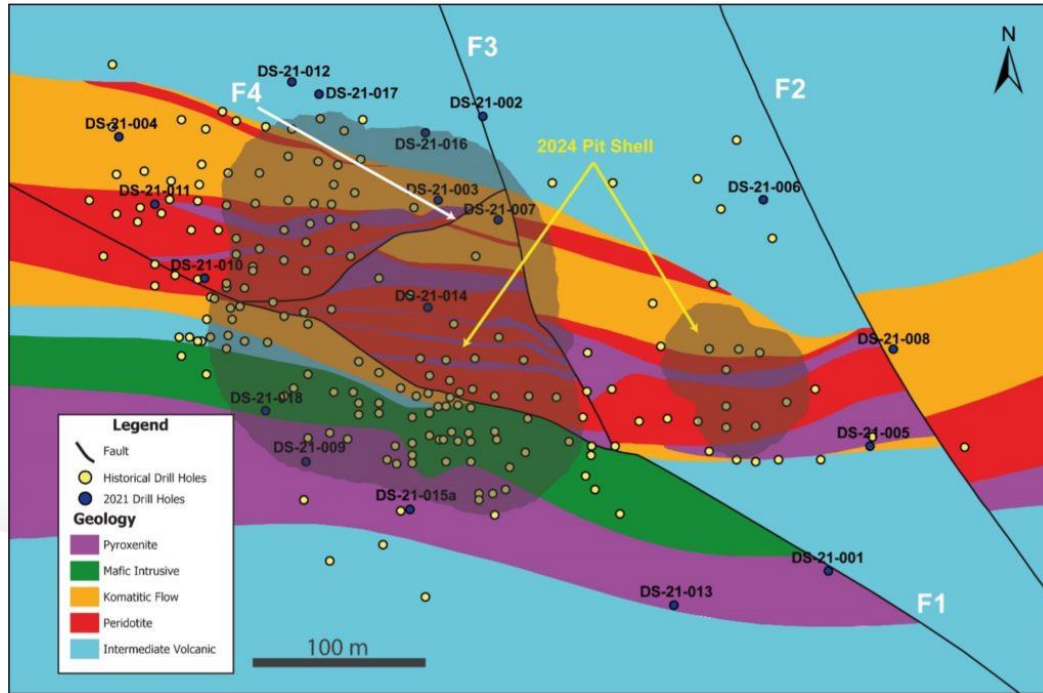 N
F3
F2
DS-21-012
DS-21-017
F4
DS-21-002
DS-21-004
DS-21-016
2024 Pit Shell
DS-21-006
DS-21-011
DS-21-003
DS-21-007
DS-21-010
DS-21-014
DS-21-008
DS-21-018
DS-21-005
DS-21-009
DS-21-015a
DS-21-001
DS-21-013
F1
Legend
Fault
Historical Drill Holes
2021 Drill Holes
Geology
Pyroxenite
Mafic Intrusive
Komatitic Flow
Peridotite
Intermediate Volcanic
100 m